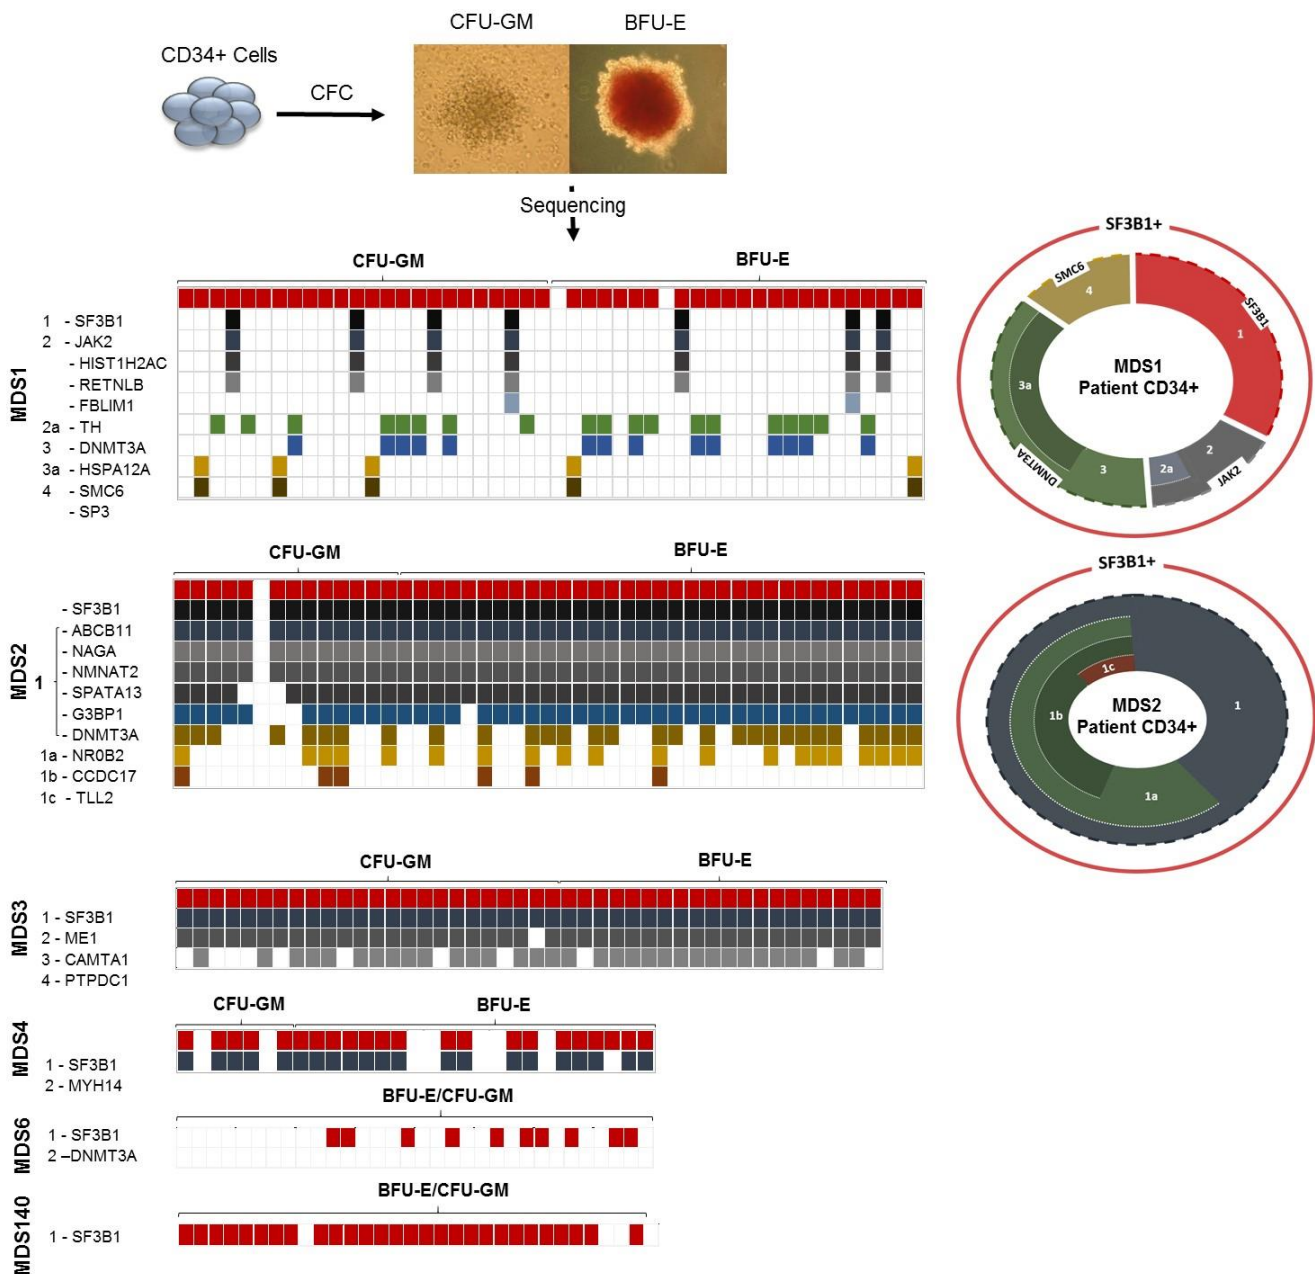 CFU-GM BFU-E
CD34+ Cells
CFC
Sequencing
CFU-GM BFU-E
MDS1
1 - SF3B1
2 - JAK2
- HIST1H2AC
- RETNLB
- FBLIM1
2a - TH
3 - DNMT3A
3a - HSPA12A
4 - SMC6
- SP3
SF3B1+
SMC6
4
SF3B1
1
MDS1
Patient CD34+
3a
3
DNMT3A
2a
2
JAK2
CFU-GM BFU-E
MDS2
- SF3B1
1
- ABCB11
- NAGA
- NMNAT2
- SPATA13
- G3BP1
- DNMT3A
1a - NR0B2
1b - CCDC17
1c - TLL2
SF3B1+
1c
1b
MDS2
Patient CD34+
1
1a
CFU-GM BFU-E
MDS3
1 - SF3B1
2 - ME1
3 - CAMTA1
4 - PTPDC1
CFU-GM BFU-E
MDS4
1 - SF3B1
2 - MYH14
BFU-E/CFU-GM
MDS6
1 - SF3B1
2 –DNMT3A
BFU-E/CFU-GM
MDS140
1 - SF3B1